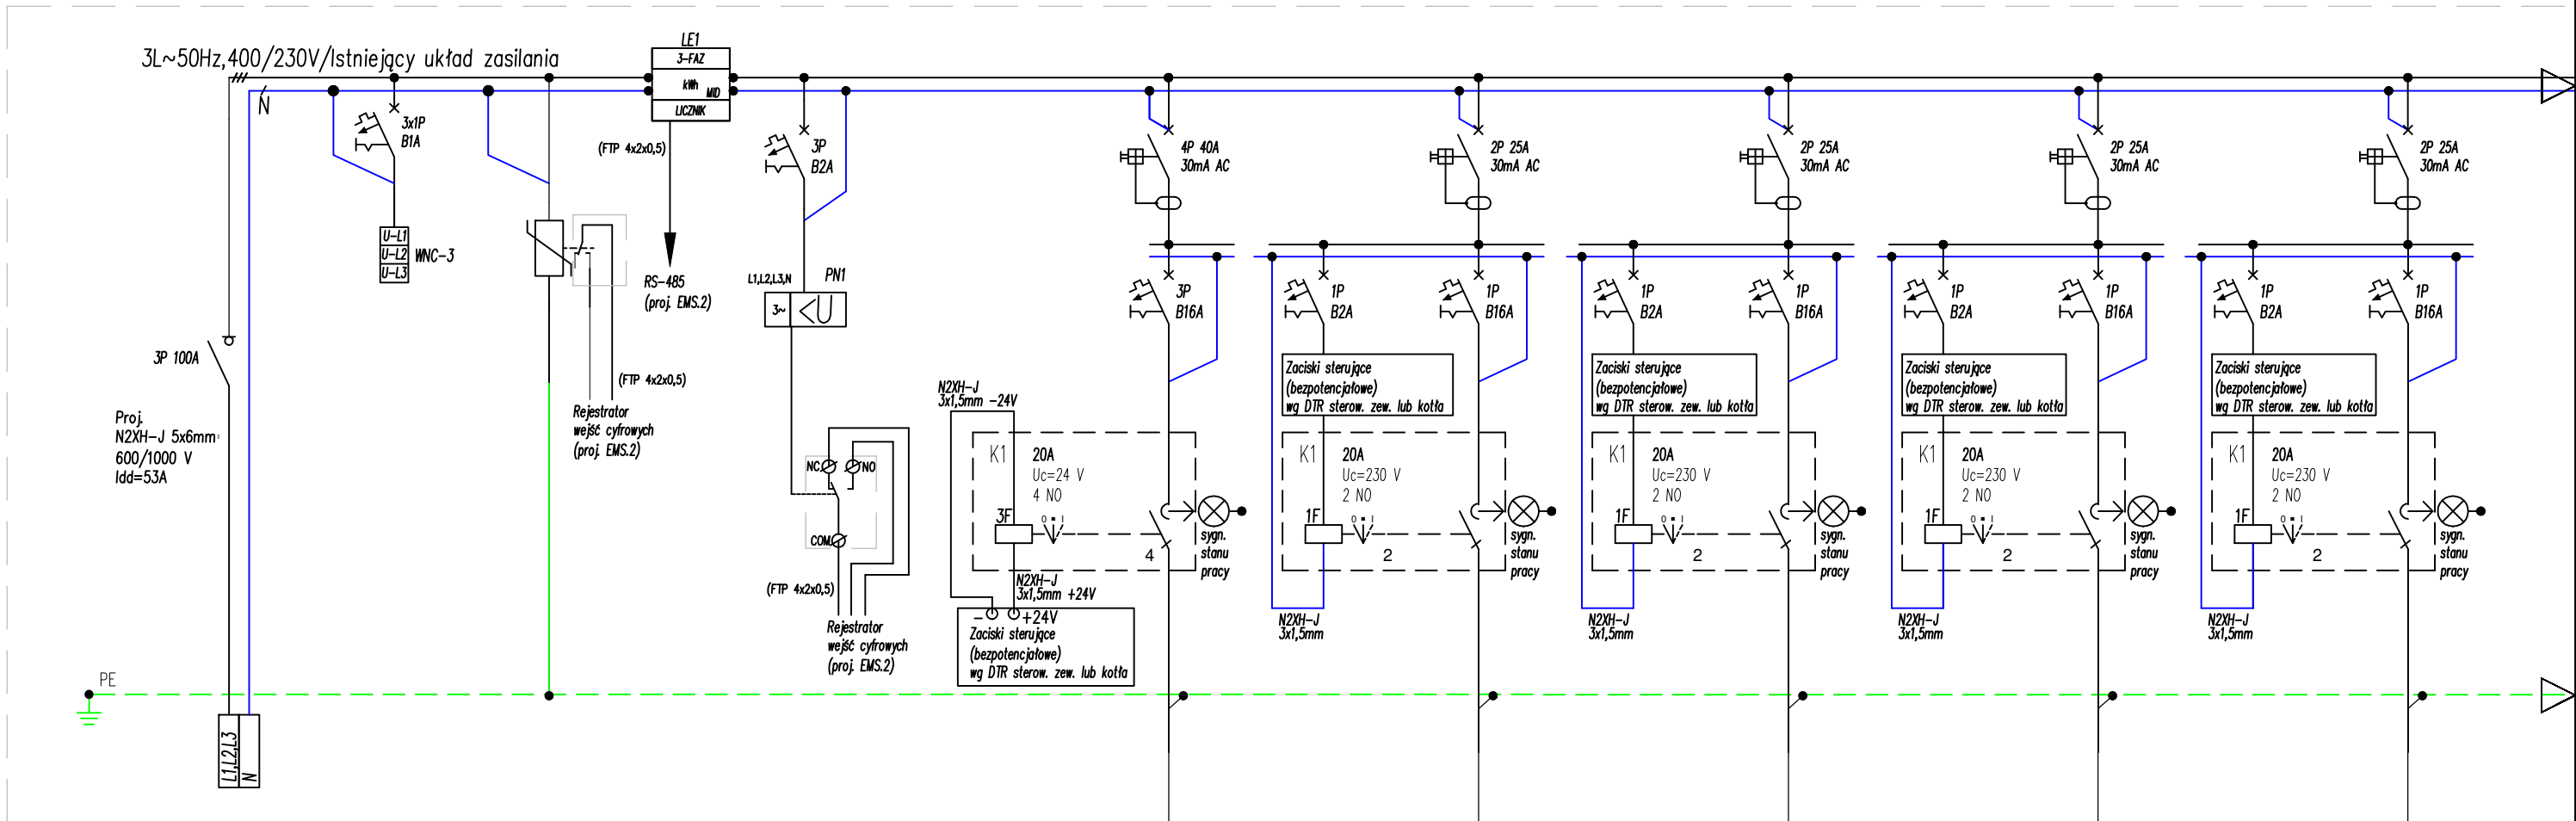 3L~50Hz,400/230V/Istniejący układ zasilania
N
3x1P
B1A
U-L1
U-L2
U-L3
WNC-3
LE1
3-FAZ
kWh
MID
LICZNIK
(FTP 4x2x0,5)
RS-485
(proj. EMS.2)
3P
B2A
L1,L2,L3,N
PN1
3~
<U
3P 100A
Proj.
N2XH-J 5x6mm²
600/1000 V
Idd=53A
(FTP 4x2x0,5)
Rejestrator
wejść cyfrowych
(proj. EMS.2)
NC
NO
COM
(FTP 4x2x0,5)
Rejestrator
wejść cyfrowych
(proj. EMS.2)
PE
L1,L2,L3
N
4P 40A
30mA AC
3P
B16A
N2XH-J
3x1,5mm -24V
K1
20A
Uc=24 V
4 NO
3F
0 ▪ I
4
sygn.
stanu
pracy
N2XH-J
3x1,5mm +24V
- +24V
Zaciski sterujące
(bezpotencjałowe)
wg DTR sterow. zew. lub kotła
2P 25A
30mA AC
1P
B2A
1P
B16A
Zaciski sterujące
(bezpotencjałowe)
wg DTR sterow. zew. lub kotła
K1
20A
Uc=230 V
2 NO
1F
0 ▪ I
2
sygn.
stanu
pracy
N2XH-J
3x1,5mm
2P 25A
30mA AC
1P
B2A
1P
B16A
Zaciski sterujące
(bezpotencjałowe)
wg DTR sterow. zew. lub kotła
K1
20A
Uc=230 V
2 NO
1F
0 ▪ I
2
sygn.
stanu
pracy
N2XH-J
3x1,5mm
2P 25A
30mA AC
1P
B2A
1P
B16A
Zaciski sterujące
(bezpotencjałowe)
wg DTR sterow. zew. lub kotła
K1
20A
Uc=230 V
2 NO
1F
0 ▪ I
2
sygn.
stanu
pracy
N2XH-J
3x1,5mm
2P 25A
30mA AC
1P
B2A
1P
B16A
Zaciski sterujące
(bezpotencjałowe)
wg DTR sterow. zew. lub kotła
K1
20A
Uc=230 V
2 NO
1F
0 ▪ I
2
sygn.
stanu
pracy
N2XH-J
3x1,5mm